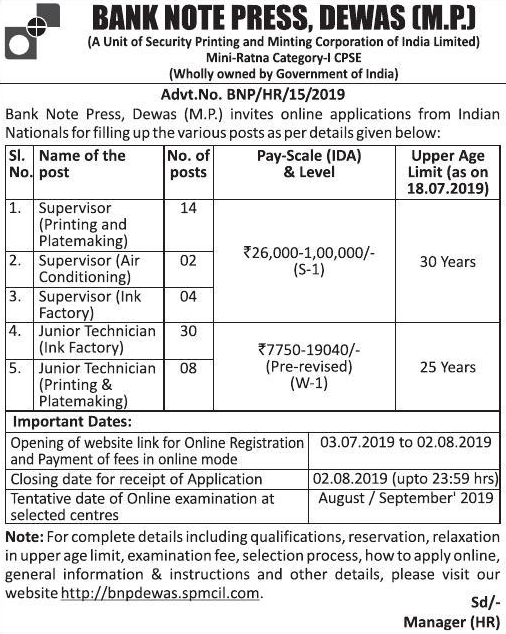 BANK NOTE PRESS, DEWAS (M.P.)
(A Unit of Security Printing and Minting Corporation of India Limited)
Mini-Ratna Category-I CPSE
(Wholly owned by Government of India)
Advt.No. BNP/HR/15/2019
Bank Note Press, Dewas (M.P.) invites online applications from Indian
Nationals for filling up the various posts as per details given below:
Sl. No. Name of the post No. of posts Pay-Scale (IDA) & Level Upper Age Limit (as on 18.07.2019)
1. Supervisor (Printing and Platemaking) 14
2. Supervisor (Air Conditioning) 02
3. Supervisor (Ink Factory) 04
₹26,000-1,00,000/-
(S-1)
30 Years
4. Junior Technician (Ink Factory) 30
5. Junior Technician (Printing & Platemaking) 08
₹7750-19040/-
(Pre-revised)
(W-1)
25 Years
Important Dates:
Opening of website link for Online Registration and Payment of fees in online mode 03.07.2019 to 02.08.2019
Closing date for receipt of Application 02.08.2019 (upto 23:59 hrs)
Tentative date of Online examination at selected centres August / September' 2019
Note: For complete details including qualifications, reservation, relaxation
in upper age limit, examination fee, selection process, how to apply online,
general information & instructions and other details, please visit our
website http://bnpdewas.spmcil.com.
Sd/-
Manager (HR)